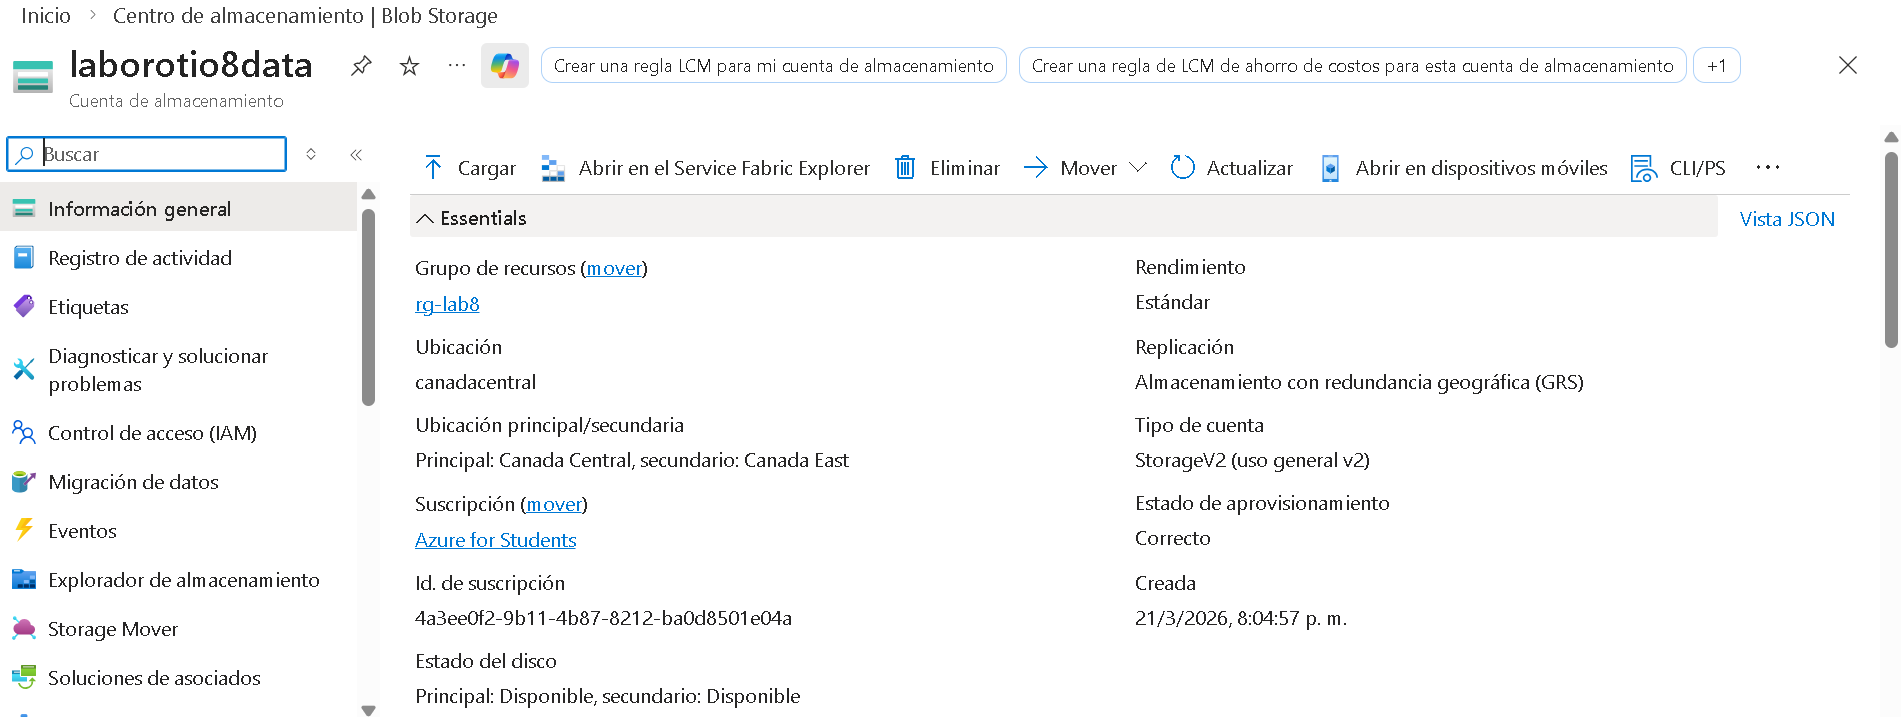 Inicio > Centro de almacenamiento | Blob Storage
laborotio8data
Cuenta de almacenamiento
Crear una regla LCM para mi cuenta de almacenamiento
Crear una regla de LCM de ahorro de costos para esta cuenta de almacenamiento
+1
Buscar
Información general
Registro de actividad
Etiquetas
Diagnosticar y solucionar
problemas
Control de acceso (IAM)
Migración de datos
Eventos
Explorador de almacenamiento
Storage Mover
Soluciones de asociados
Cargar
Abrir en el Service Fabric Explorer
Eliminar
Mover
Actualizar
Abrir en dispositivos móviles
CLI/PS
Essentials
Vista JSON
Grupo de recursos (mover)
rg-lab8
Ubicación
canadacentral
Ubicación principal/secundaria
Principal: Canada Central, secundario: Canada East
Suscripción (mover)
Azure for Students
Id. de suscripción
4a3ee0f2-9b11-4b87-8212-ba0d8501e04a
Estado del disco
Principal: Disponible, secundario: Disponible
Rendimiento
Estándar
Replicación
Almacenamiento con redundancia geográfica (GRS)
Tipo de cuenta
StorageV2 (uso general v2)
Estado de aprovisionamiento
Correcto
Creada
21/3/2026, 8:04:57 p. m.